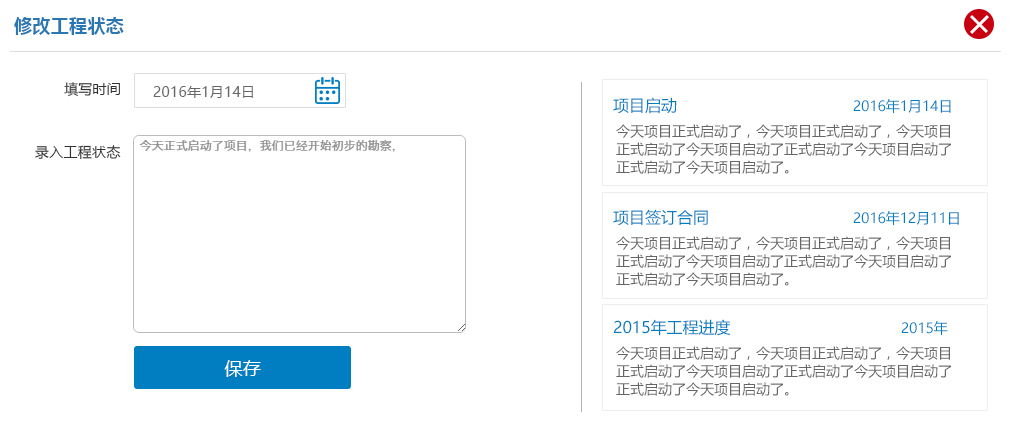 修改工程状态
填写时间 2016年1月14日
录入工程状态 今天正式启动了项目，我们已经开始初步的勘察，
保存
项目启动 2016年1月14日
今天项目正式启动了，今天项目正式启动了，今天项目
正式启动了今天项目启动了正式启动了今天项目启动了
正式启动了今天项目启动了。
项目签订合同 2016年12月11日
今天项目正式启动了，今天项目正式启动了，今天项目
正式启动了今天项目启动了正式启动了今天项目启动了
正式启动了今天项目启动了。
2015年工程进度 2015年
今天项目正式启动了，今天项目正式启动了，今天项目
正式启动了今天项目启动了正式启动了今天项目启动了
正式启动了今天项目启动了。